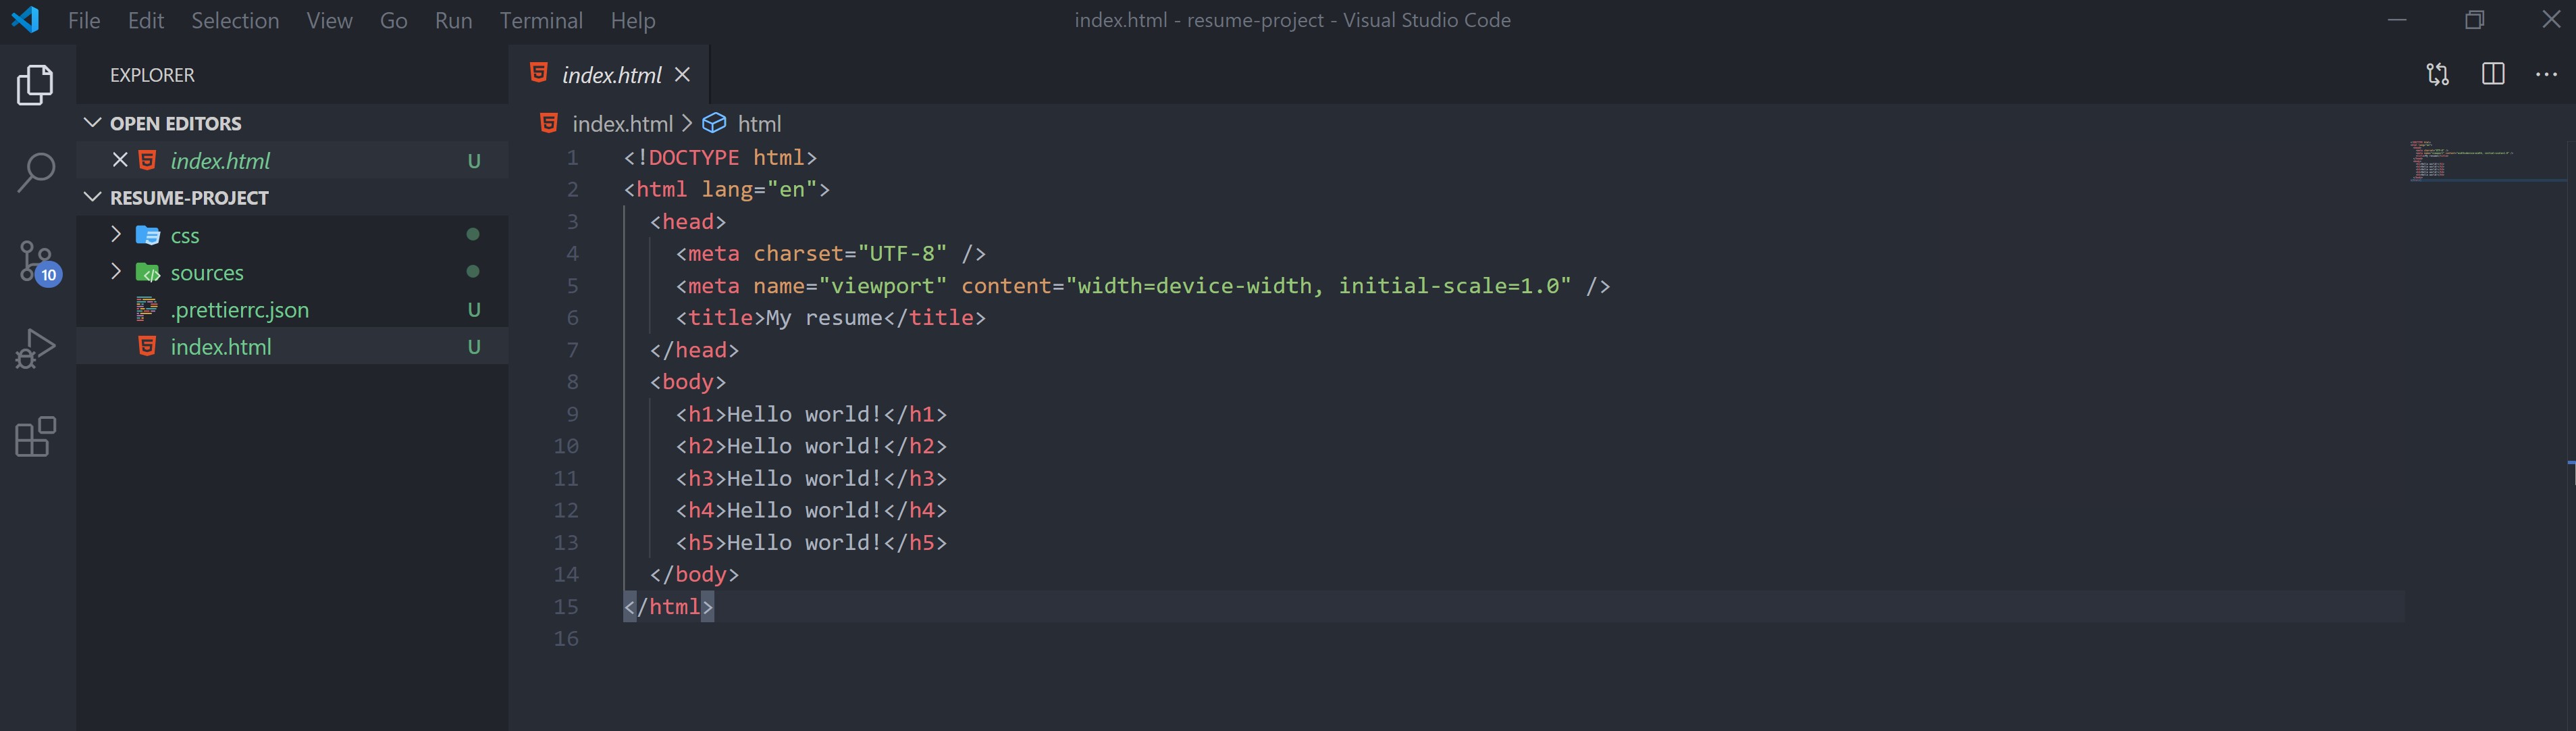 File Edit Selection View Go Run Terminal Help
index.html - resume-project - Visual Studio Code
EXPLORER
OPEN EDITORS
index.html U
RESUME-PROJECT
css
sources
.prettierrc.json U
index.html U
10
index.html
index.html > html
1 <!DOCTYPE html>
2 <html lang="en">
3 <head>
4 <meta charset="UTF-8" />
5 <meta name="viewport" content="width=device-width, initial-scale=1.0" />
6 <title>My resume</title>
7 </head>
8 <body>
9 <h1>Hello world!</h1>
10 <h2>Hello world!</h2>
11 <h3>Hello world!</h3>
12 <h4>Hello world!</h4>
13 <h5>Hello world!</h5>
14 </body>
15 </html>
16